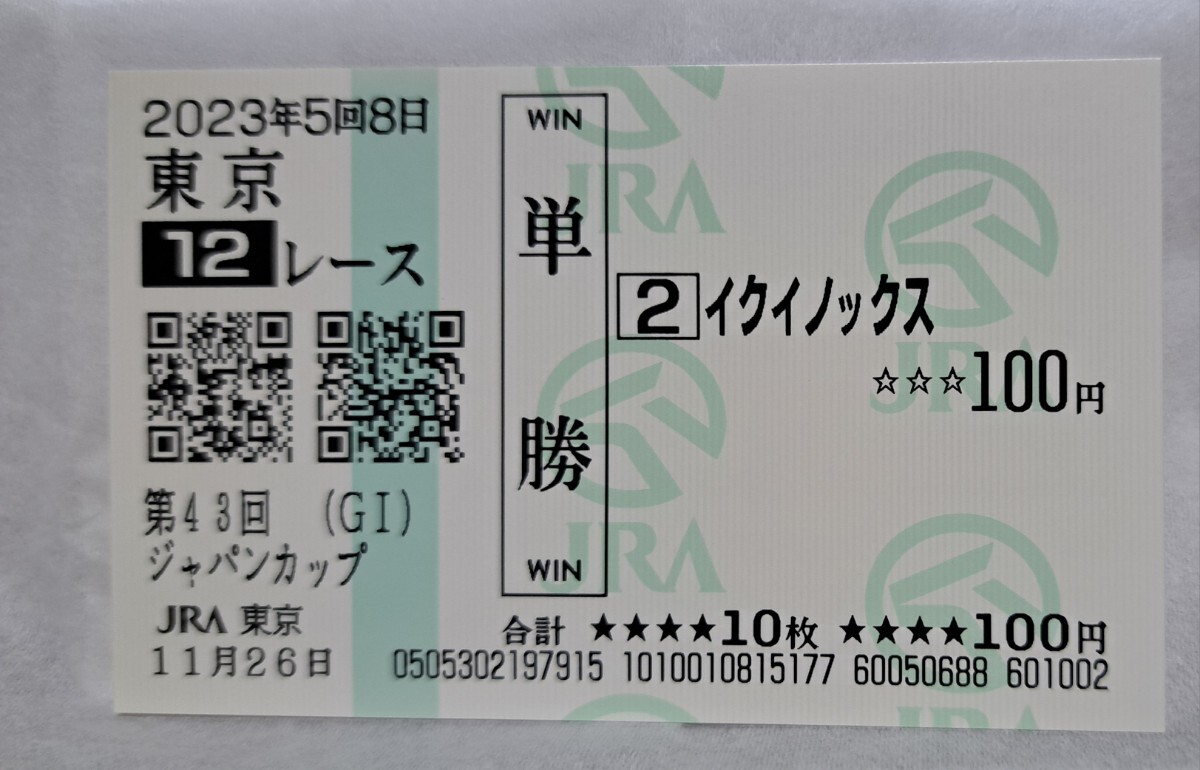 2023年5回8日
東京
12レース
第43回 (GI)
ジャパンカップ
JRA 東京
11月26日
WIN
単勝
WIN
2 イクイノックス
☆☆☆100円
合計 ★★★★10枚 ★★★★100円
0505302197915 1010010815177 60050688 601002
JRA
JRA
JRA
JRA